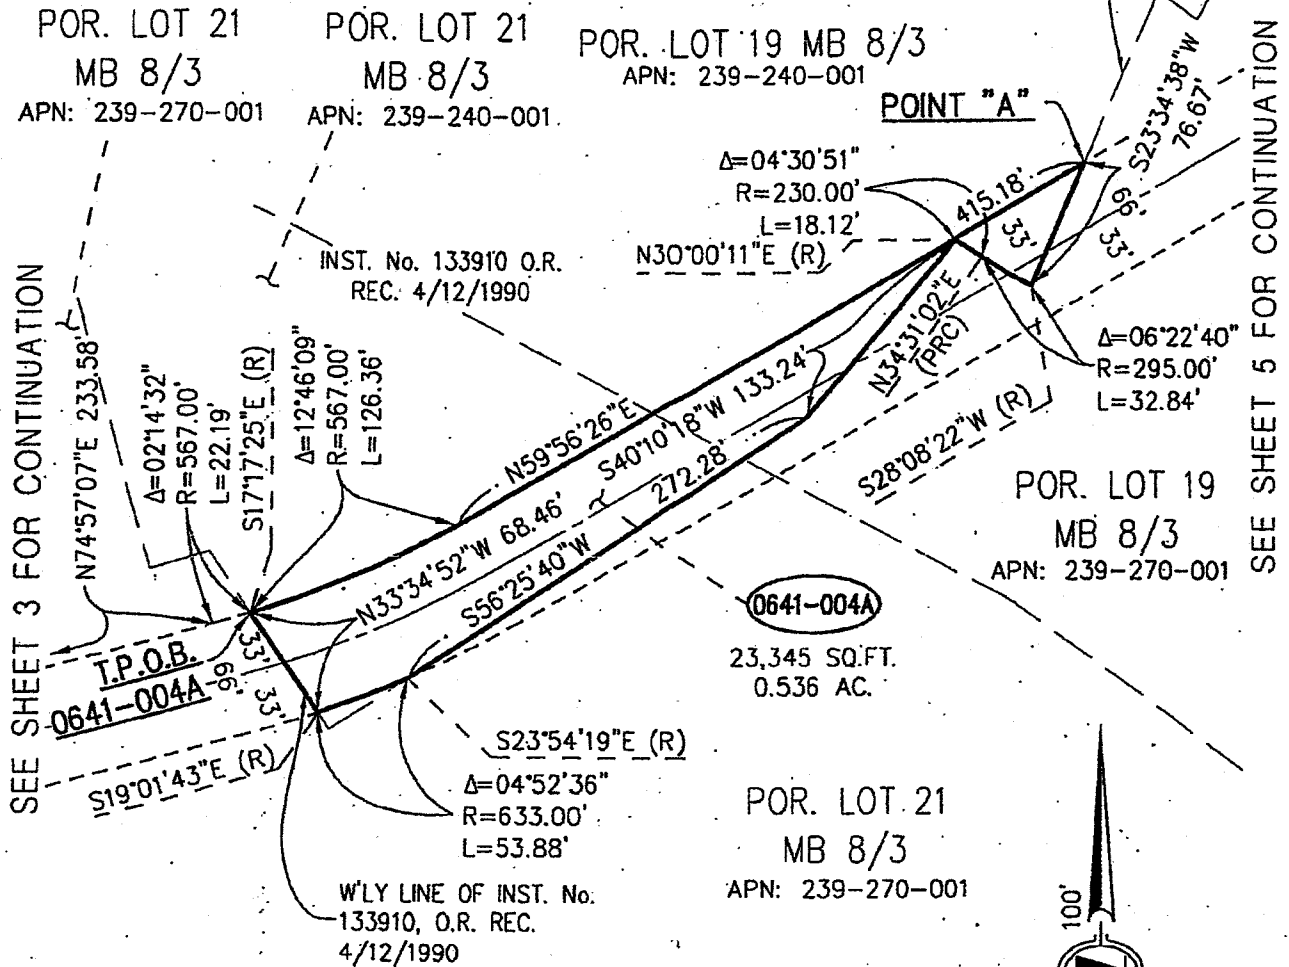 POR. LOT 21
MB 8/3
APN: 239-270-001
POR. LOT 21
MB 8/3
APN: 239-240-001
POR. LOT 19 MB 8/3
APN: 239-240-001
POINT "A"
S23°34'38"W
76.67'
SEE SHEET 5 FOR CONTINUATION
Δ=04°30'51"
R=230.00'
L=18.12'
N30°00'11"E (R)
415.18'
33'
66'
33'
INST. No. 133910 O.R.
REC. 4/12/1990
N34°31'02"E
(PRC)
Δ=06°22'40"
R=295.00'
L=32.84'
S28°08'22"W (R)
SEE SHEET 3 FOR CONTINUATION
N74°57'07"E 233.58'
Δ=02°14'32"
R=567.00'
L=22.19'
S17°17'25"E (R)
Δ=12°46'09"
R=567.00'
L=126.36'
N59°56'26"E
S40°10'18"W 133.24'
272.28'
N33°34'52"W 68.46'
S56°25'40"W
POR. LOT 19
MB 8/3
APN: 239-270-001
0641-004A
23,345 SQ.FT.
0.536 AC.
T.P.O.B.
0641-004A
33'
66'
33'
S19°01'43"E (R)
S23°54'19"E (R)
Δ=04°52'36"
R=633.00'
L=53.88'
POR. LOT 21
MB 8/3
APN: 239-270-001
W'LY LINE OF INST. No.
133910, O.R. REC.
4/12/1990
100'